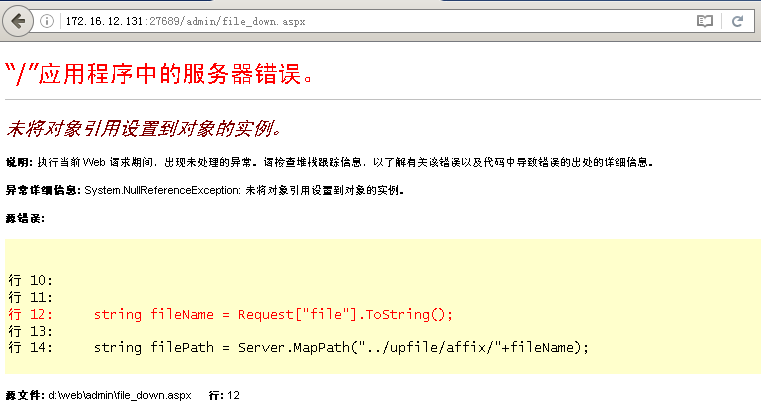 172.16.12.131:27689/admin/file_down.aspx
“/”应用程序中的服务器错误。
未将对象引用设置到对象的实例。
说明: 执行当前 Web 请求期间，出现未处理的异常。请检查堆栈跟踪信息，以了解有关该错误以及代码中导致错误的出处的详细信息。
异常详细信息: System.NullReferenceException: 未将对象引用设置到对象的实例。
源错误:
行 10:
行 11:
行 12:     string fileName = Request["file"].ToString();
行 13:
行 14:     string filePath = Server.MapPath("../upfile/affix/"+fileName);
源文件: d:\web\admin\file_down.aspx    行: 12